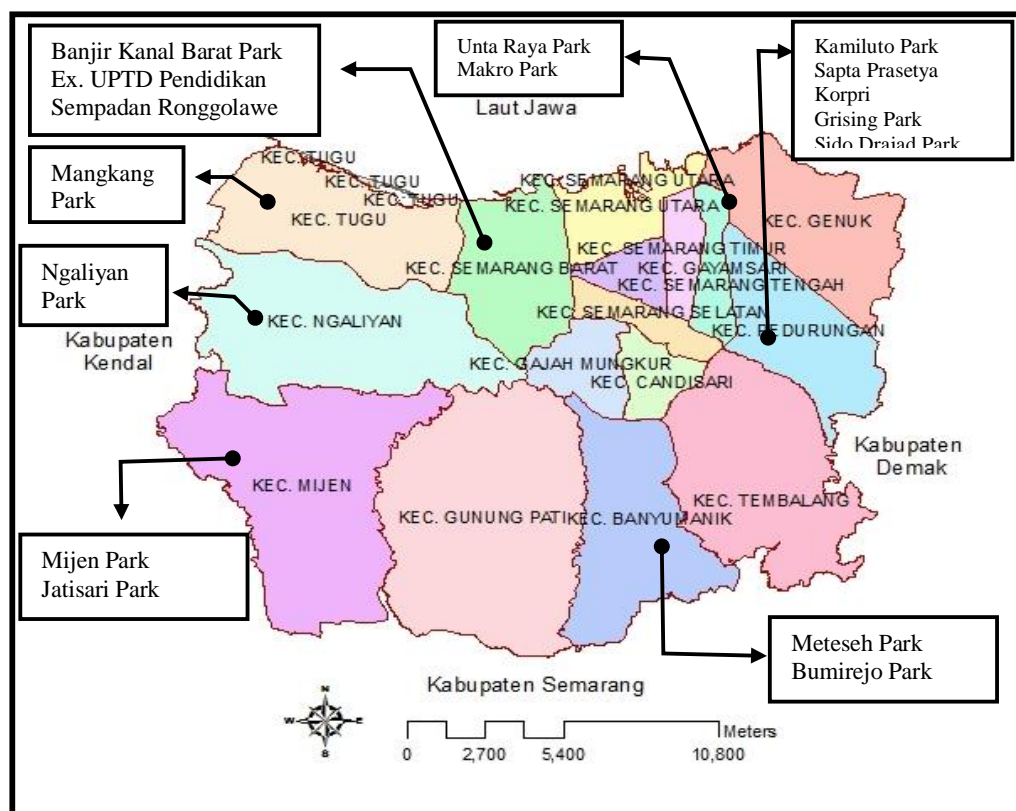 Banjir Kanal Barat Park
Ex. UPTD Pendidikan
Sempadan Ronggolawe
Unta Raya Park
Makro Park
Kamiluto Park
Sapta Prasetya
Korpri
Grising Park
Sido Drajad Park
Laut Jawa
Mangkang
Park
KEC. TUGU
KEC. TUGU
KEC. TUGU
KEC. TUGU
KEC. SEMARANG UTARA
KEC. SEMARANG UTARA
KEC. GENUK
KEC. SEMARANG TIMUR
KEC. SEMARANG BARAT
KEC. GAYAMSARI
KEC. SEMARANG TENGAH
Ngaliyan
Park
KEC. NGALIYAN
KEC. SEMARANG SELATAN
KEC. PEDURUNGAN
Kabupaten
Kendal
KEC. GAJAH MUNGKUR
KEC. CANDISARI
Kabupaten
Demak
KEC. MIJEN
KEC. TEMBALANG
KEC. GUNUNG PATI
KEC. BANYUMANIK
Mijen Park
Jatisari Park
Meteseh Park
Bumirejo Park
Kabupaten Semarang
N
W
E
S
Meters
0
2,700
5,400
10,800